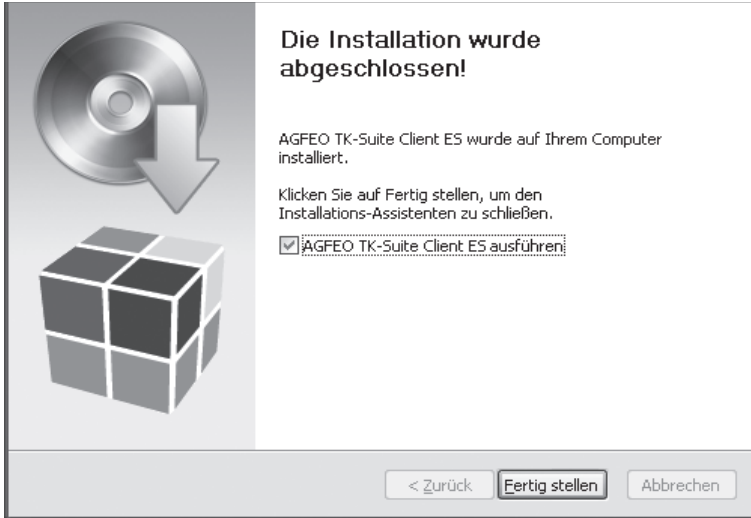 Die Installation wurde
abgeschlossen!
AGFEO TK-Suite Client ES wurde auf Ihrem Computer
installiert.
Klicken Sie auf Fertig stellen, um den
Installations-Assistenten zu schließen.
AGFEO TK-Suite Client ES ausführen
< Zurück Fertig stellen Abbrechen